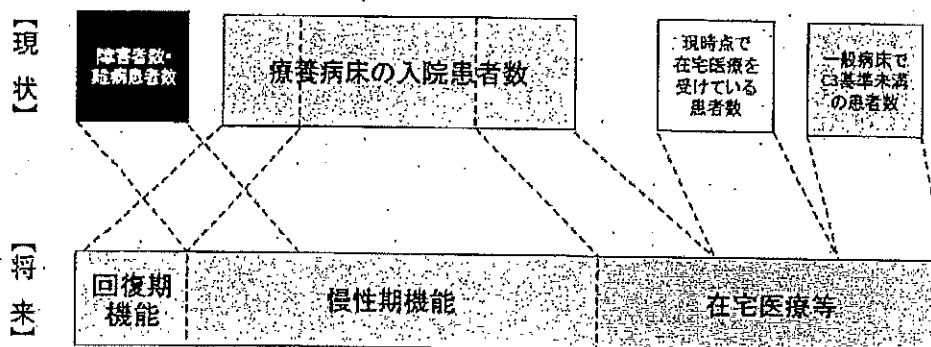 【現状】
障害者数・
難病患者数
療養病床の入院患者数
現時点で
在宅医療を
受けている
患者数
一般病床で
C3基準未満
の患者数
【将来】
回復期
機能
慢性期機能
在宅医療等